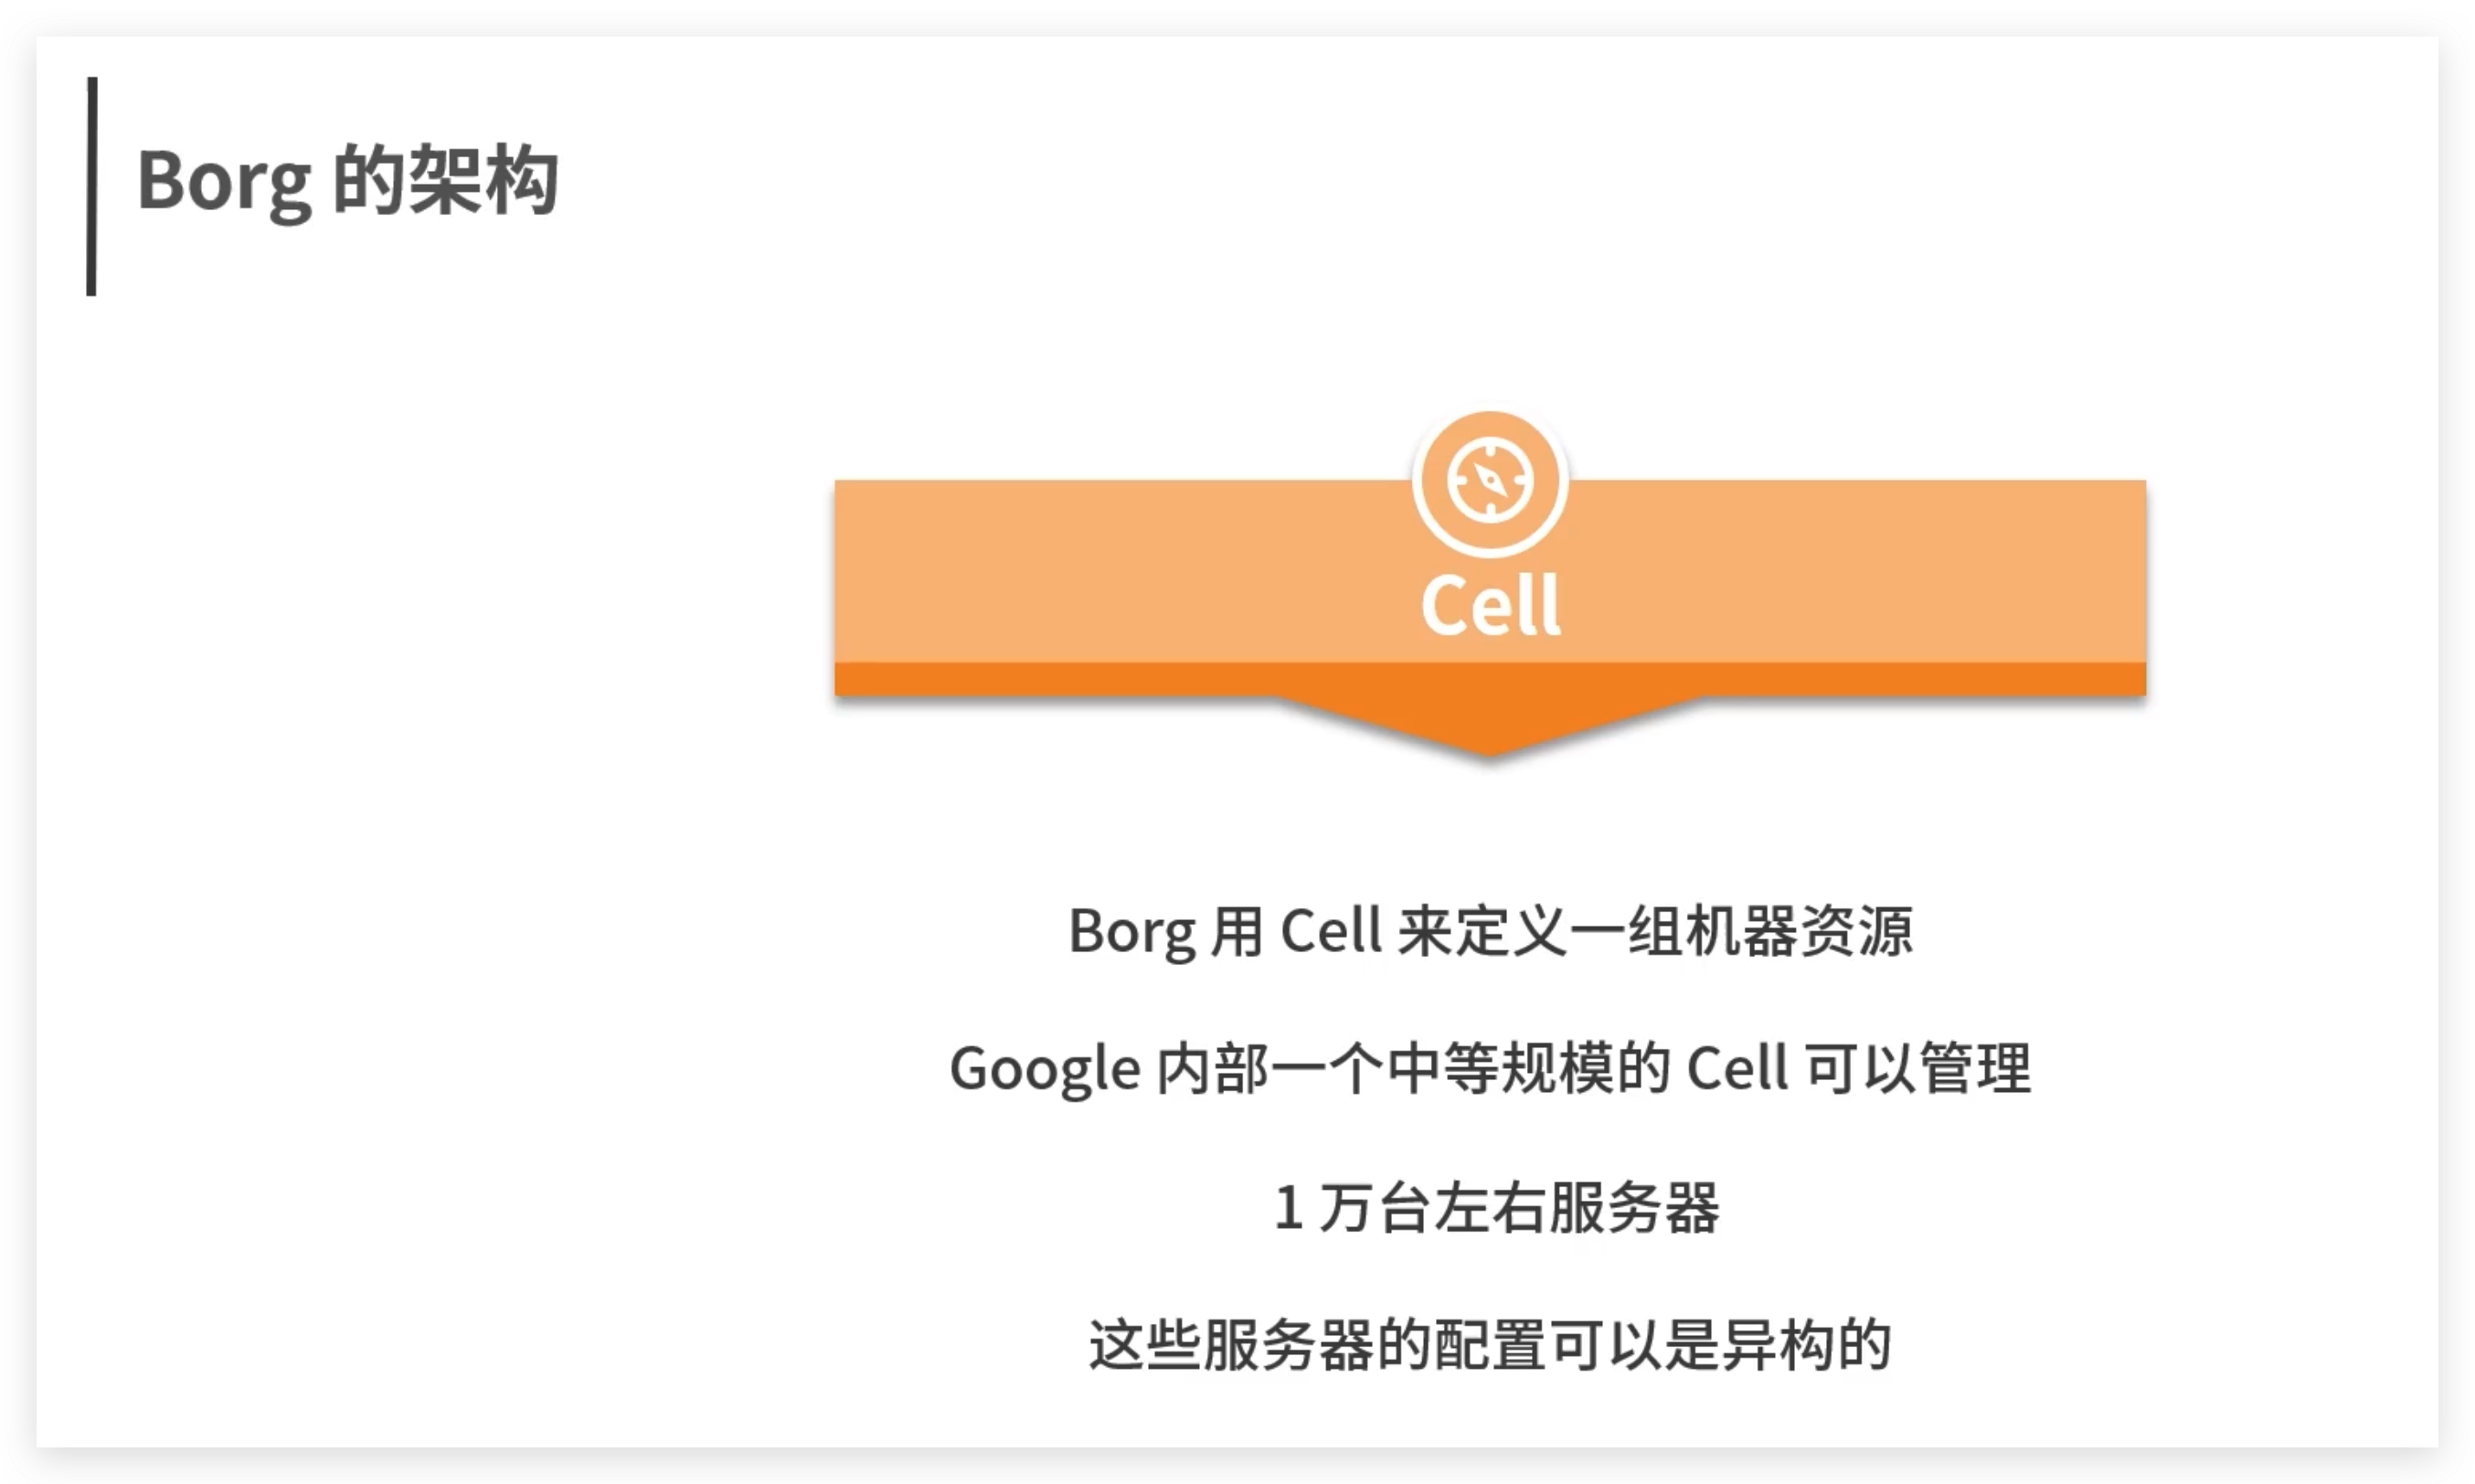 Borg 的架构
Cell
Borg 用 Cell 来定义一组机器资源
Google 内部一个中等规模的 Cell 可以管理
1 万台左右服务器
这些服务器的配置可以是异构的